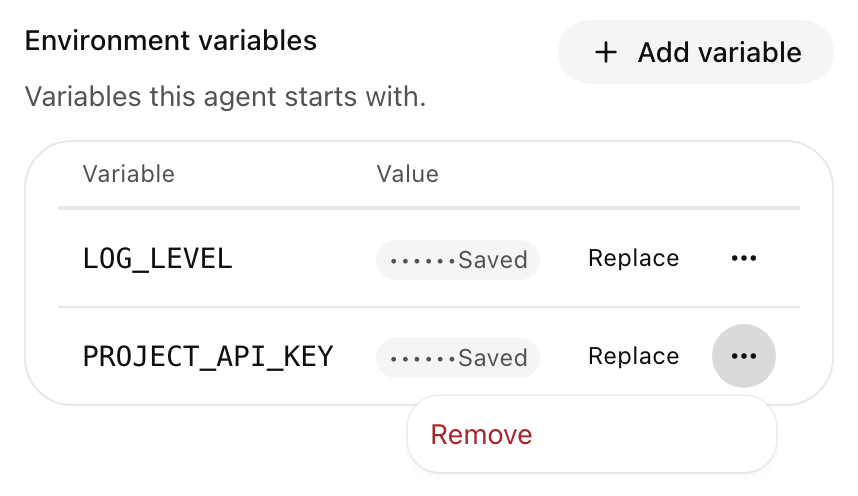 Environment variables
+ Add variable
Variables this agent starts with.
Variable Value
LOG_LEVEL ••••••Saved Replace •••
PROJECT_API_KEY ••••••Saved Replace •••
Remove